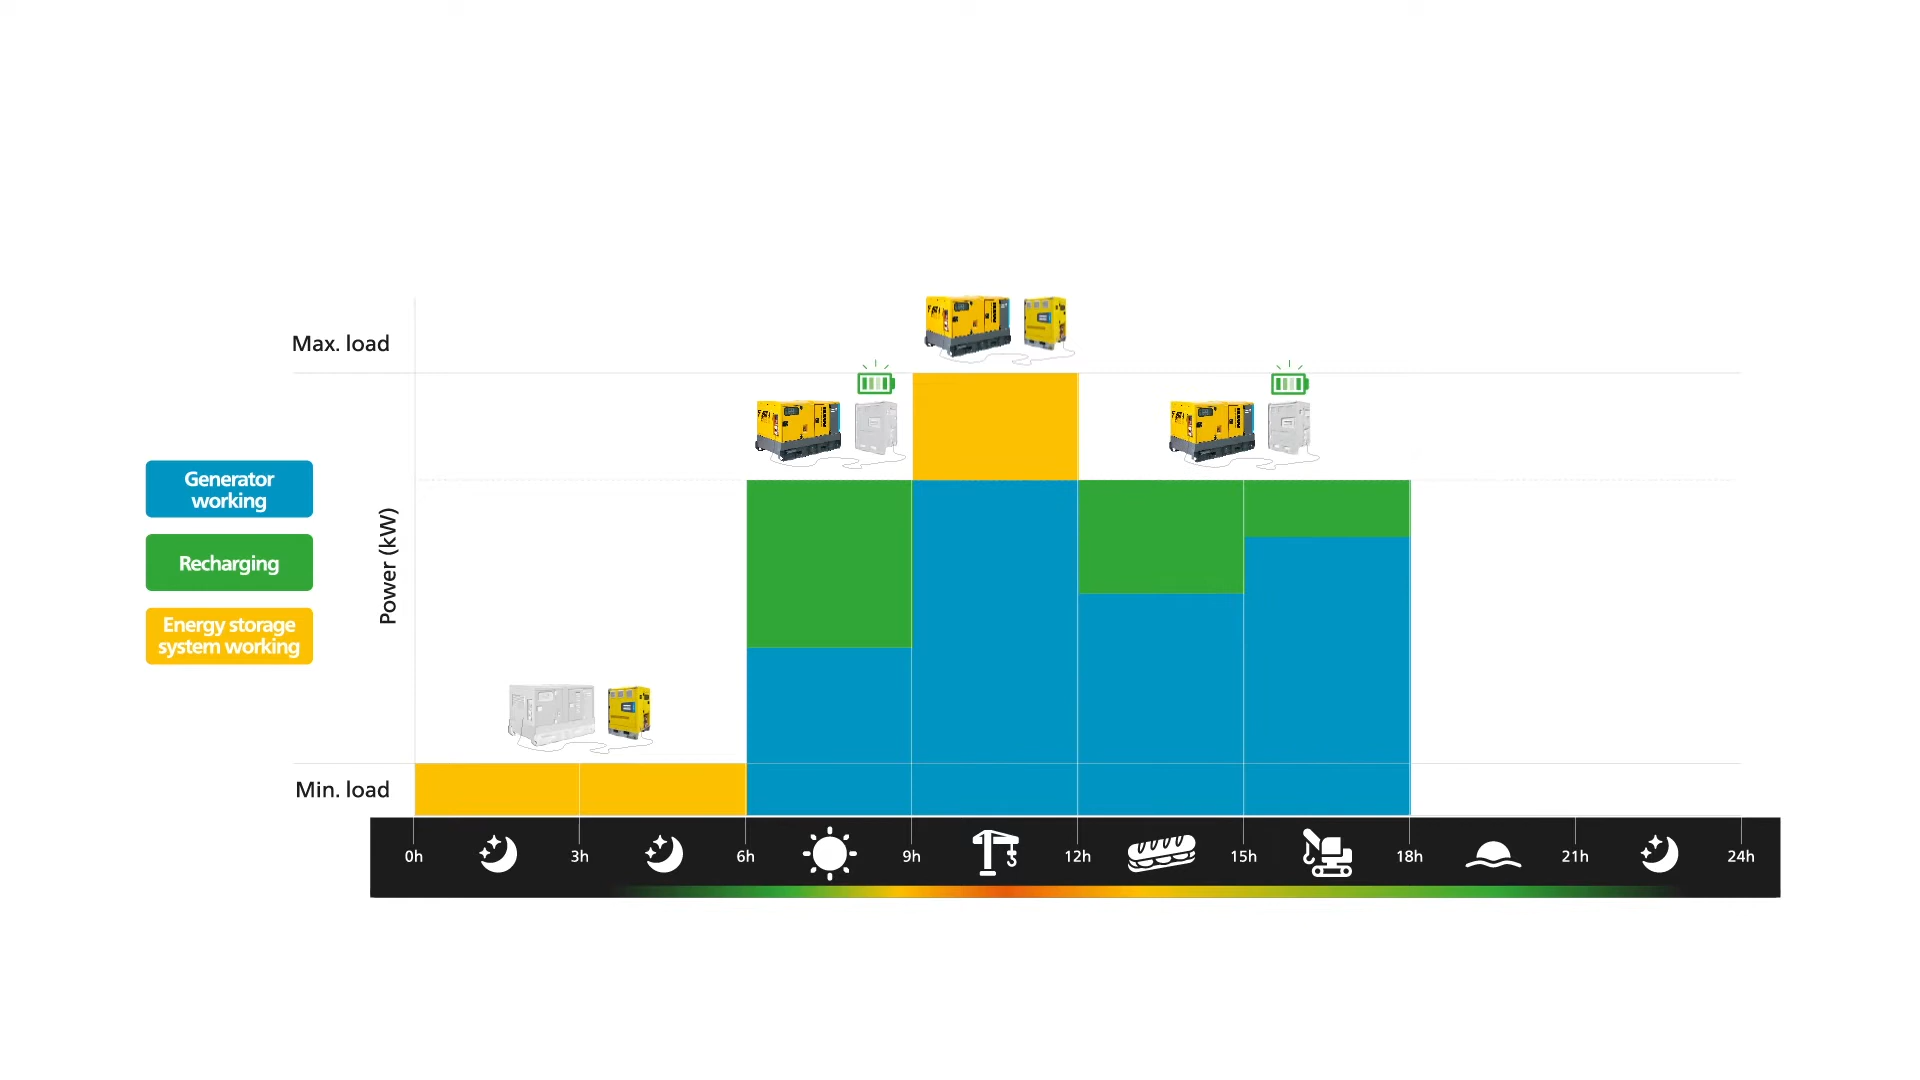 Max. load
Generator
working
Recharging
Energy storage
system working
Power (kW)
Min. load
0h 3h 6h 9h 12h 15h 18h 21h 24h